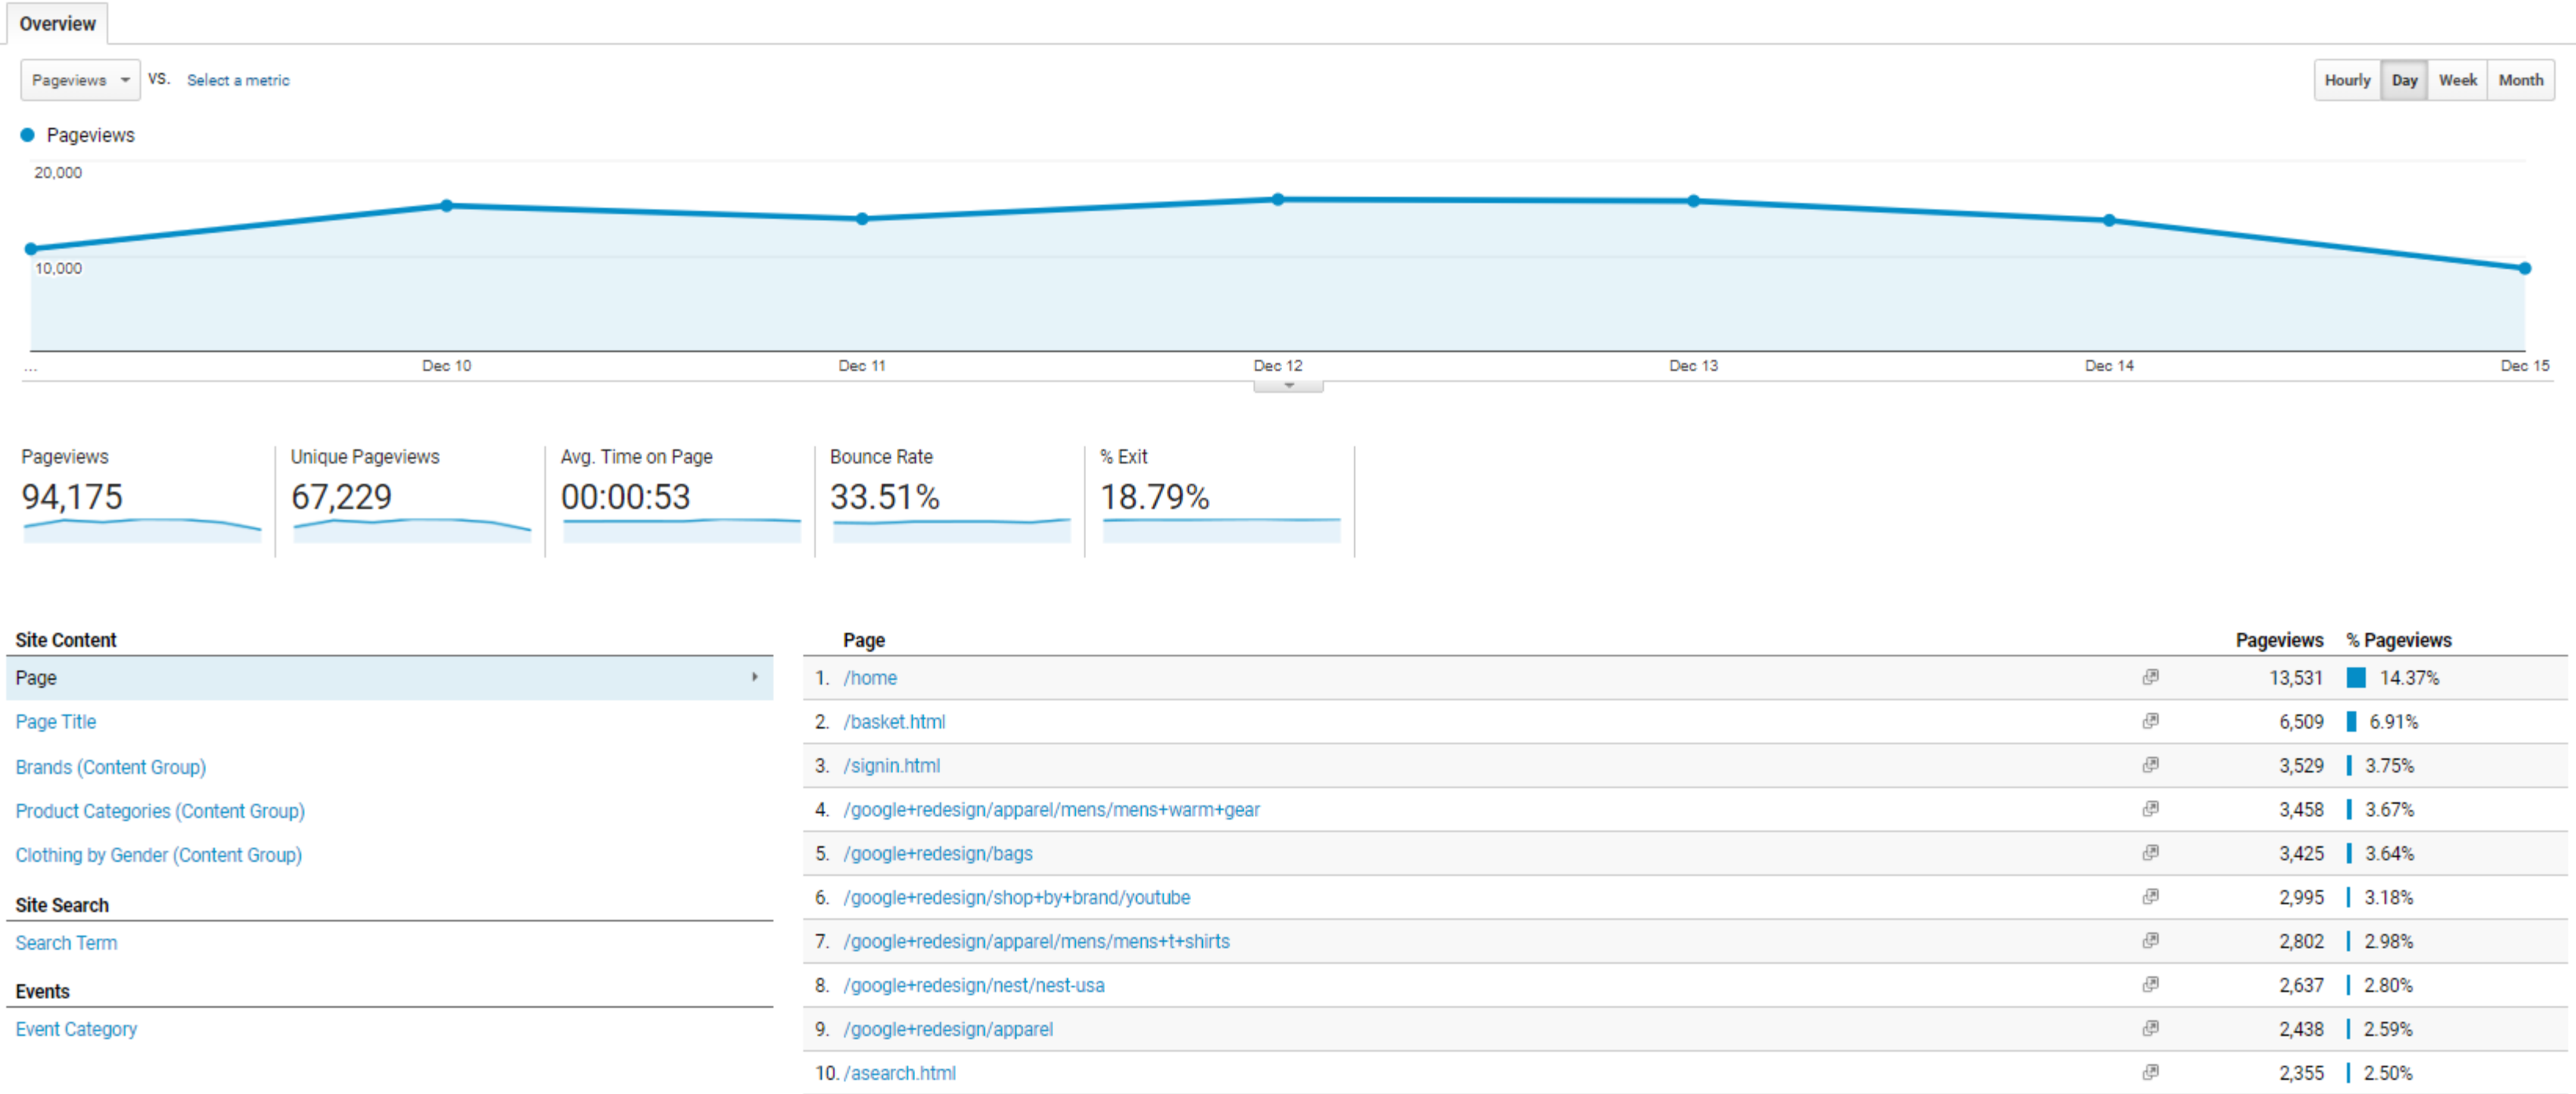 Overview
Pageviews VS. Select a metric
Hourly Day Week Month
Pageviews
20,000
10,000
... Dec 10 Dec 11 Dec 12 Dec 13 Dec 14 Dec 15
Pageviews Unique Pageviews Avg. Time on Page Bounce Rate % Exit
94,175 67,229 00:00:53 33.51% 18.79%
Site Content
Page
Page Title
Brands (Content Group)
Product Categories (Content Group)
Clothing by Gender (Content Group)
Site Search
Search Term
Events
Event Category
Page Pageviews % Pageviews
1. /home 13,531 14.37%
2. /basket.html 6,509 6.91%
3. /signin.html 3,529 3.75%
4. /google+redesign/apparel/mens/mens+warm+gear 3,458 3.67%
5. /google+redesign/bags 3,425 3.64%
6. /google+redesign/shop+by+brand/youtube 2,995 3.18%
7. /google+redesign/apparel/mens/mens+t+shirts 2,802 2.98%
8. /google+redesign/nest/nest-usa 2,637 2.80%
9. /google+redesign/apparel 2,438 2.59%
10. /asearch.html 2,355 2.50%